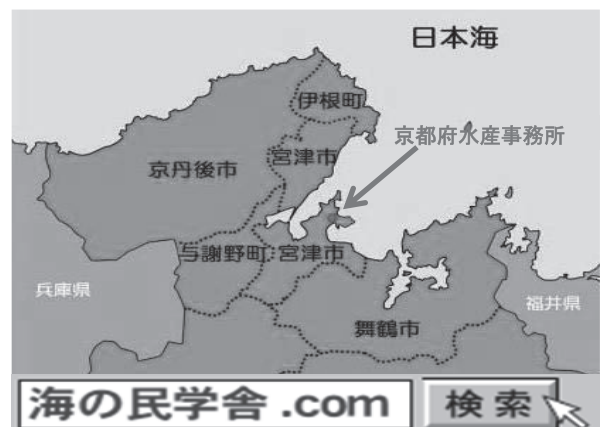 日本海
伊根町
京都府水産事務所
宮津市
京丹後市
与謝野町
宮津市
兵庫県
福井県
舞鶴市
海の民学舎.com
検索